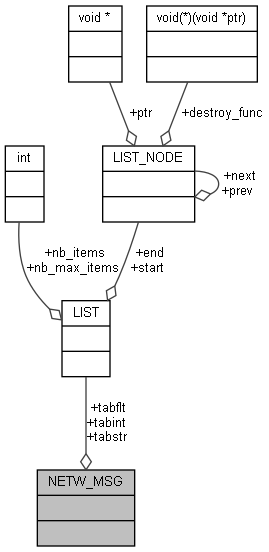 void *
void(*)(void *ptr)
+ptr
+destroy_func
int
LIST_NODE
+next
+prev
+nb_items
+nb_max_items
+end
+start
LIST
+tabflt
+tabint
+tabstr
NETW_MSG